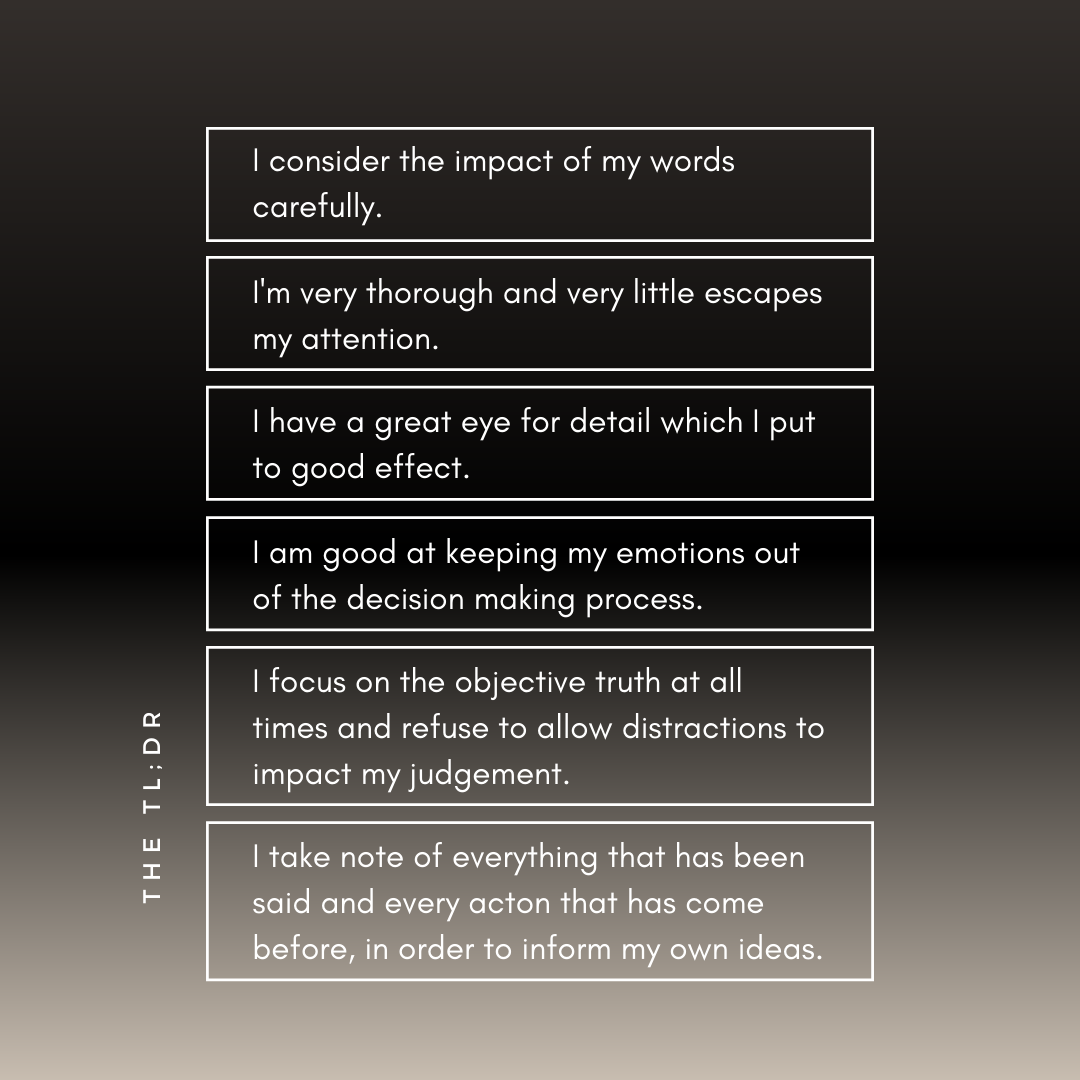 I consider the impact of my words
carefully.
I'm very thorough and very little escapes
my attention.
I have a great eye for detail which I put
to good effect.
I am good at keeping my emotions out
of the decision making process.
I focus on the objective truth at all
times and refuse to allow distractions to
impact my judgement.
I take note of everything that has been
said and every acton that has come
before, in order to inform my own ideas.
THE TL;DR